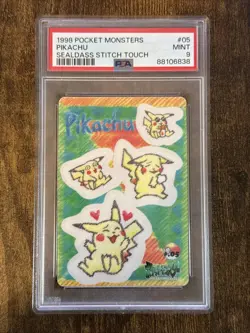 1998 POCKET MONSTERS #05
PIKACHU MINT
SEALDASS STITCH TOUCH 9
PSA 88106838
Pikachu